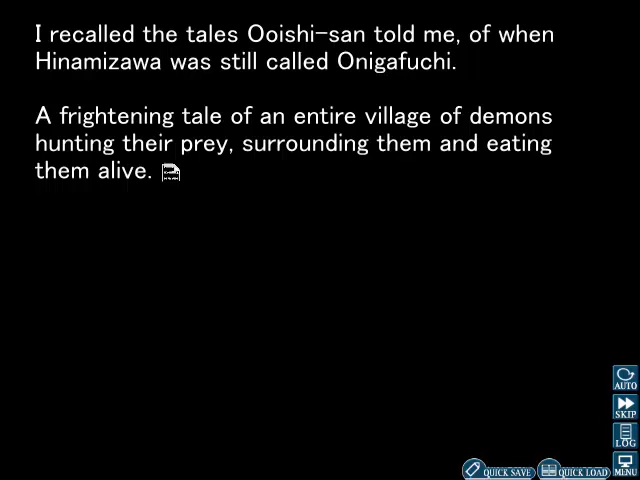 I recalled the tales Ooishi-san told me, of when
Hinamizawa was still called Onigafuchi.
A frightening tale of an entire village of demons
hunting their prey, surrounding them and eating
them alive.
AUTO
SKIP
LOG
MENU
QUICK SAVE
QUICK LOAD